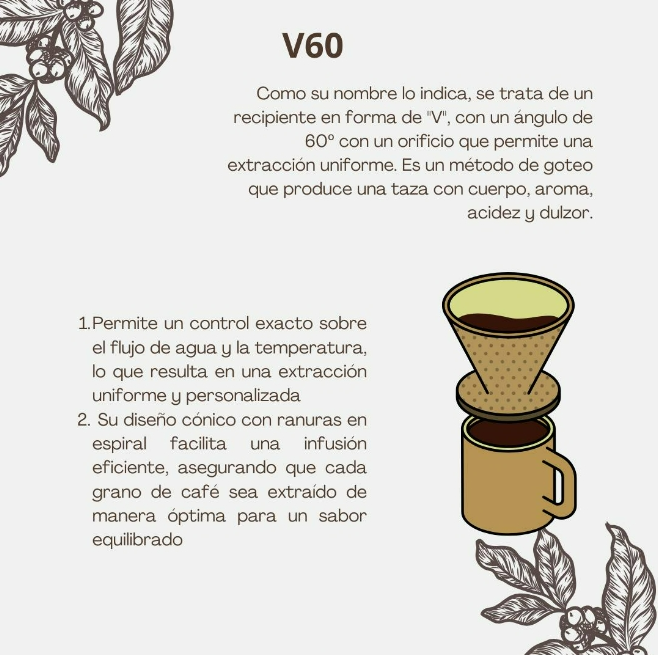 V60
Como su nombre lo indica, se trata de un
recipiente en forma de "V", con un ángulo de
60º con un orificio que permite una
extracción uniforme. Es un método de goteo
que produce una taza con cuerpo, aroma,
acidez y dulzor.
1.Permite un control exacto sobre
el flujo de agua y la temperatura,
lo que resulta en una extracción
uniforme y personalizada
2. Su diseño cónico con ranuras en
espiral facilita una infusión
eficiente, asegurando que cada
grano de café sea extraído de
manera óptima para un sabor
equilibrado